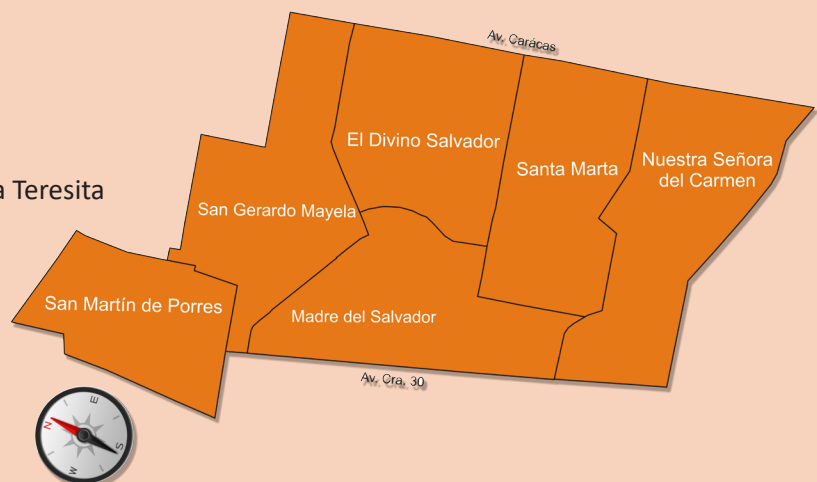 Av. Carácas
El Divino Salvador
Santa Marta
Nuestra Señora
del Carmen
a Teresita
San Gerardo Mayela
San Martín de Porres
Madre del Salvador
Av. Cra. 30
N
E
S
W